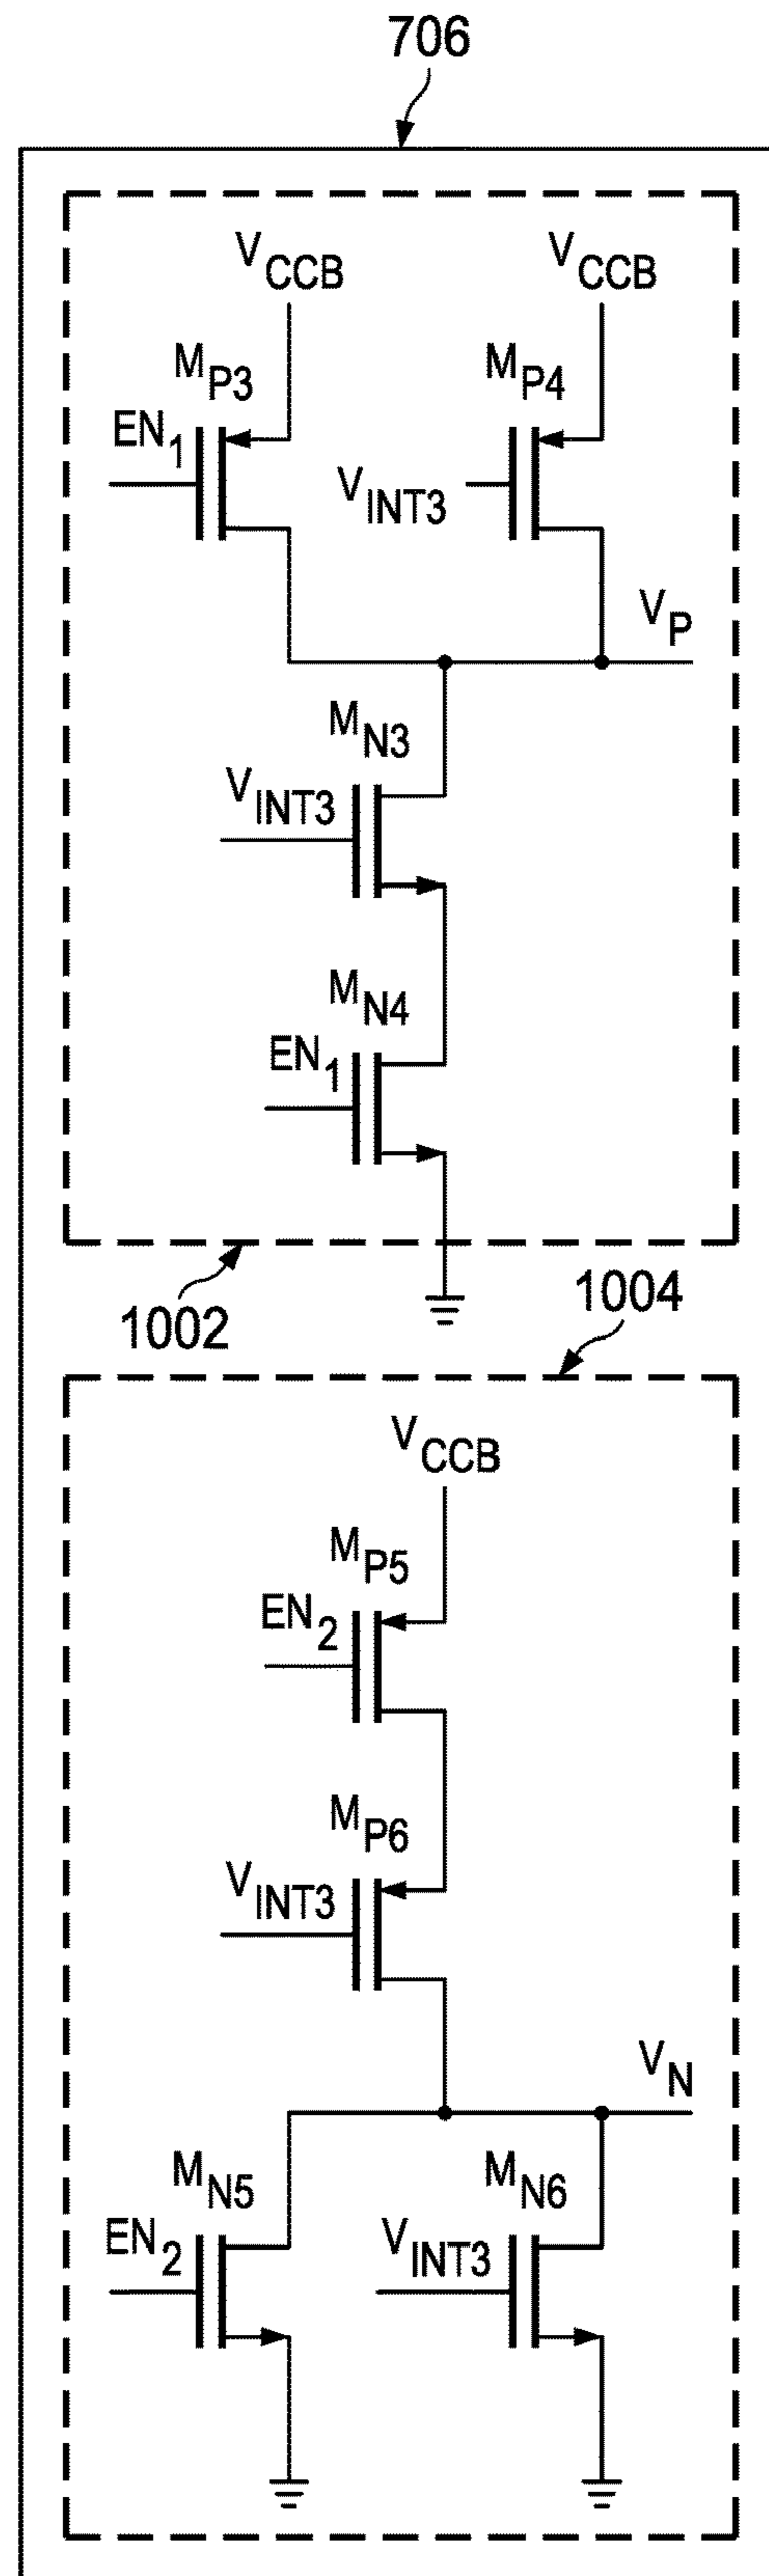 706
VCCB VCCB
MP3 MP4
EN1
VINT3
VP
MN3
VINT3
MN4
EN1
1002
1004
VCCB
MP5
EN2
MP6
VINT3
VN
MN5 MN6
EN2 VINT3